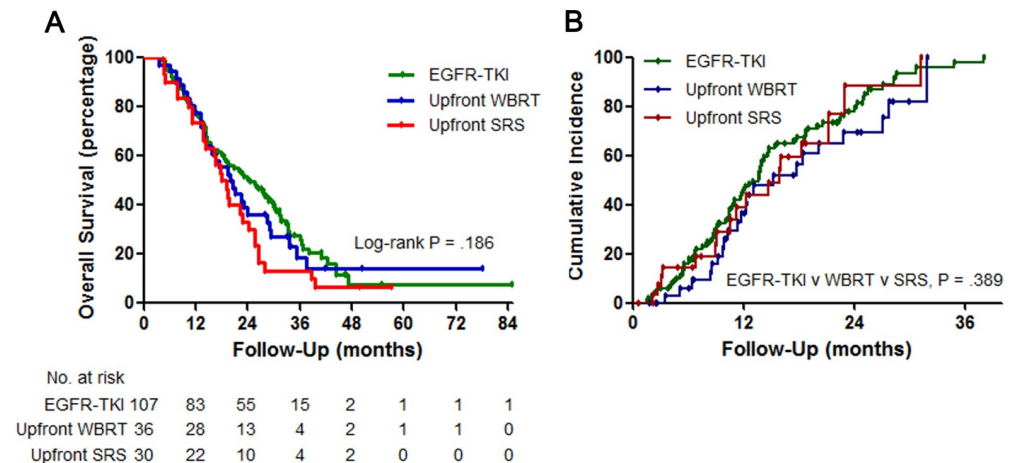 A
Overall Survival (percentage)
100
80
60
40
20
0
EGFR-TKI
Upfront WBRT
Upfront SRS
Log-rank P = .186
0 12 24 36 48 60 72 84
Follow-Up (months)
No. at risk
EGFR-TKI 107 83 55 15 2 1 1 1
Upfront WBRT 36 28 13 4 2 1 1 0
Upfront SRS 30 22 10 4 2 0 0 0
B
Cumulative Incidence
100
80
60
40
20
0
EGFR-TKI
Upfront WBRT
Upfront SRS
EGFR-TKI v WBRT v SRS, P = .389
0 12 24 36
Follow-Up (months)